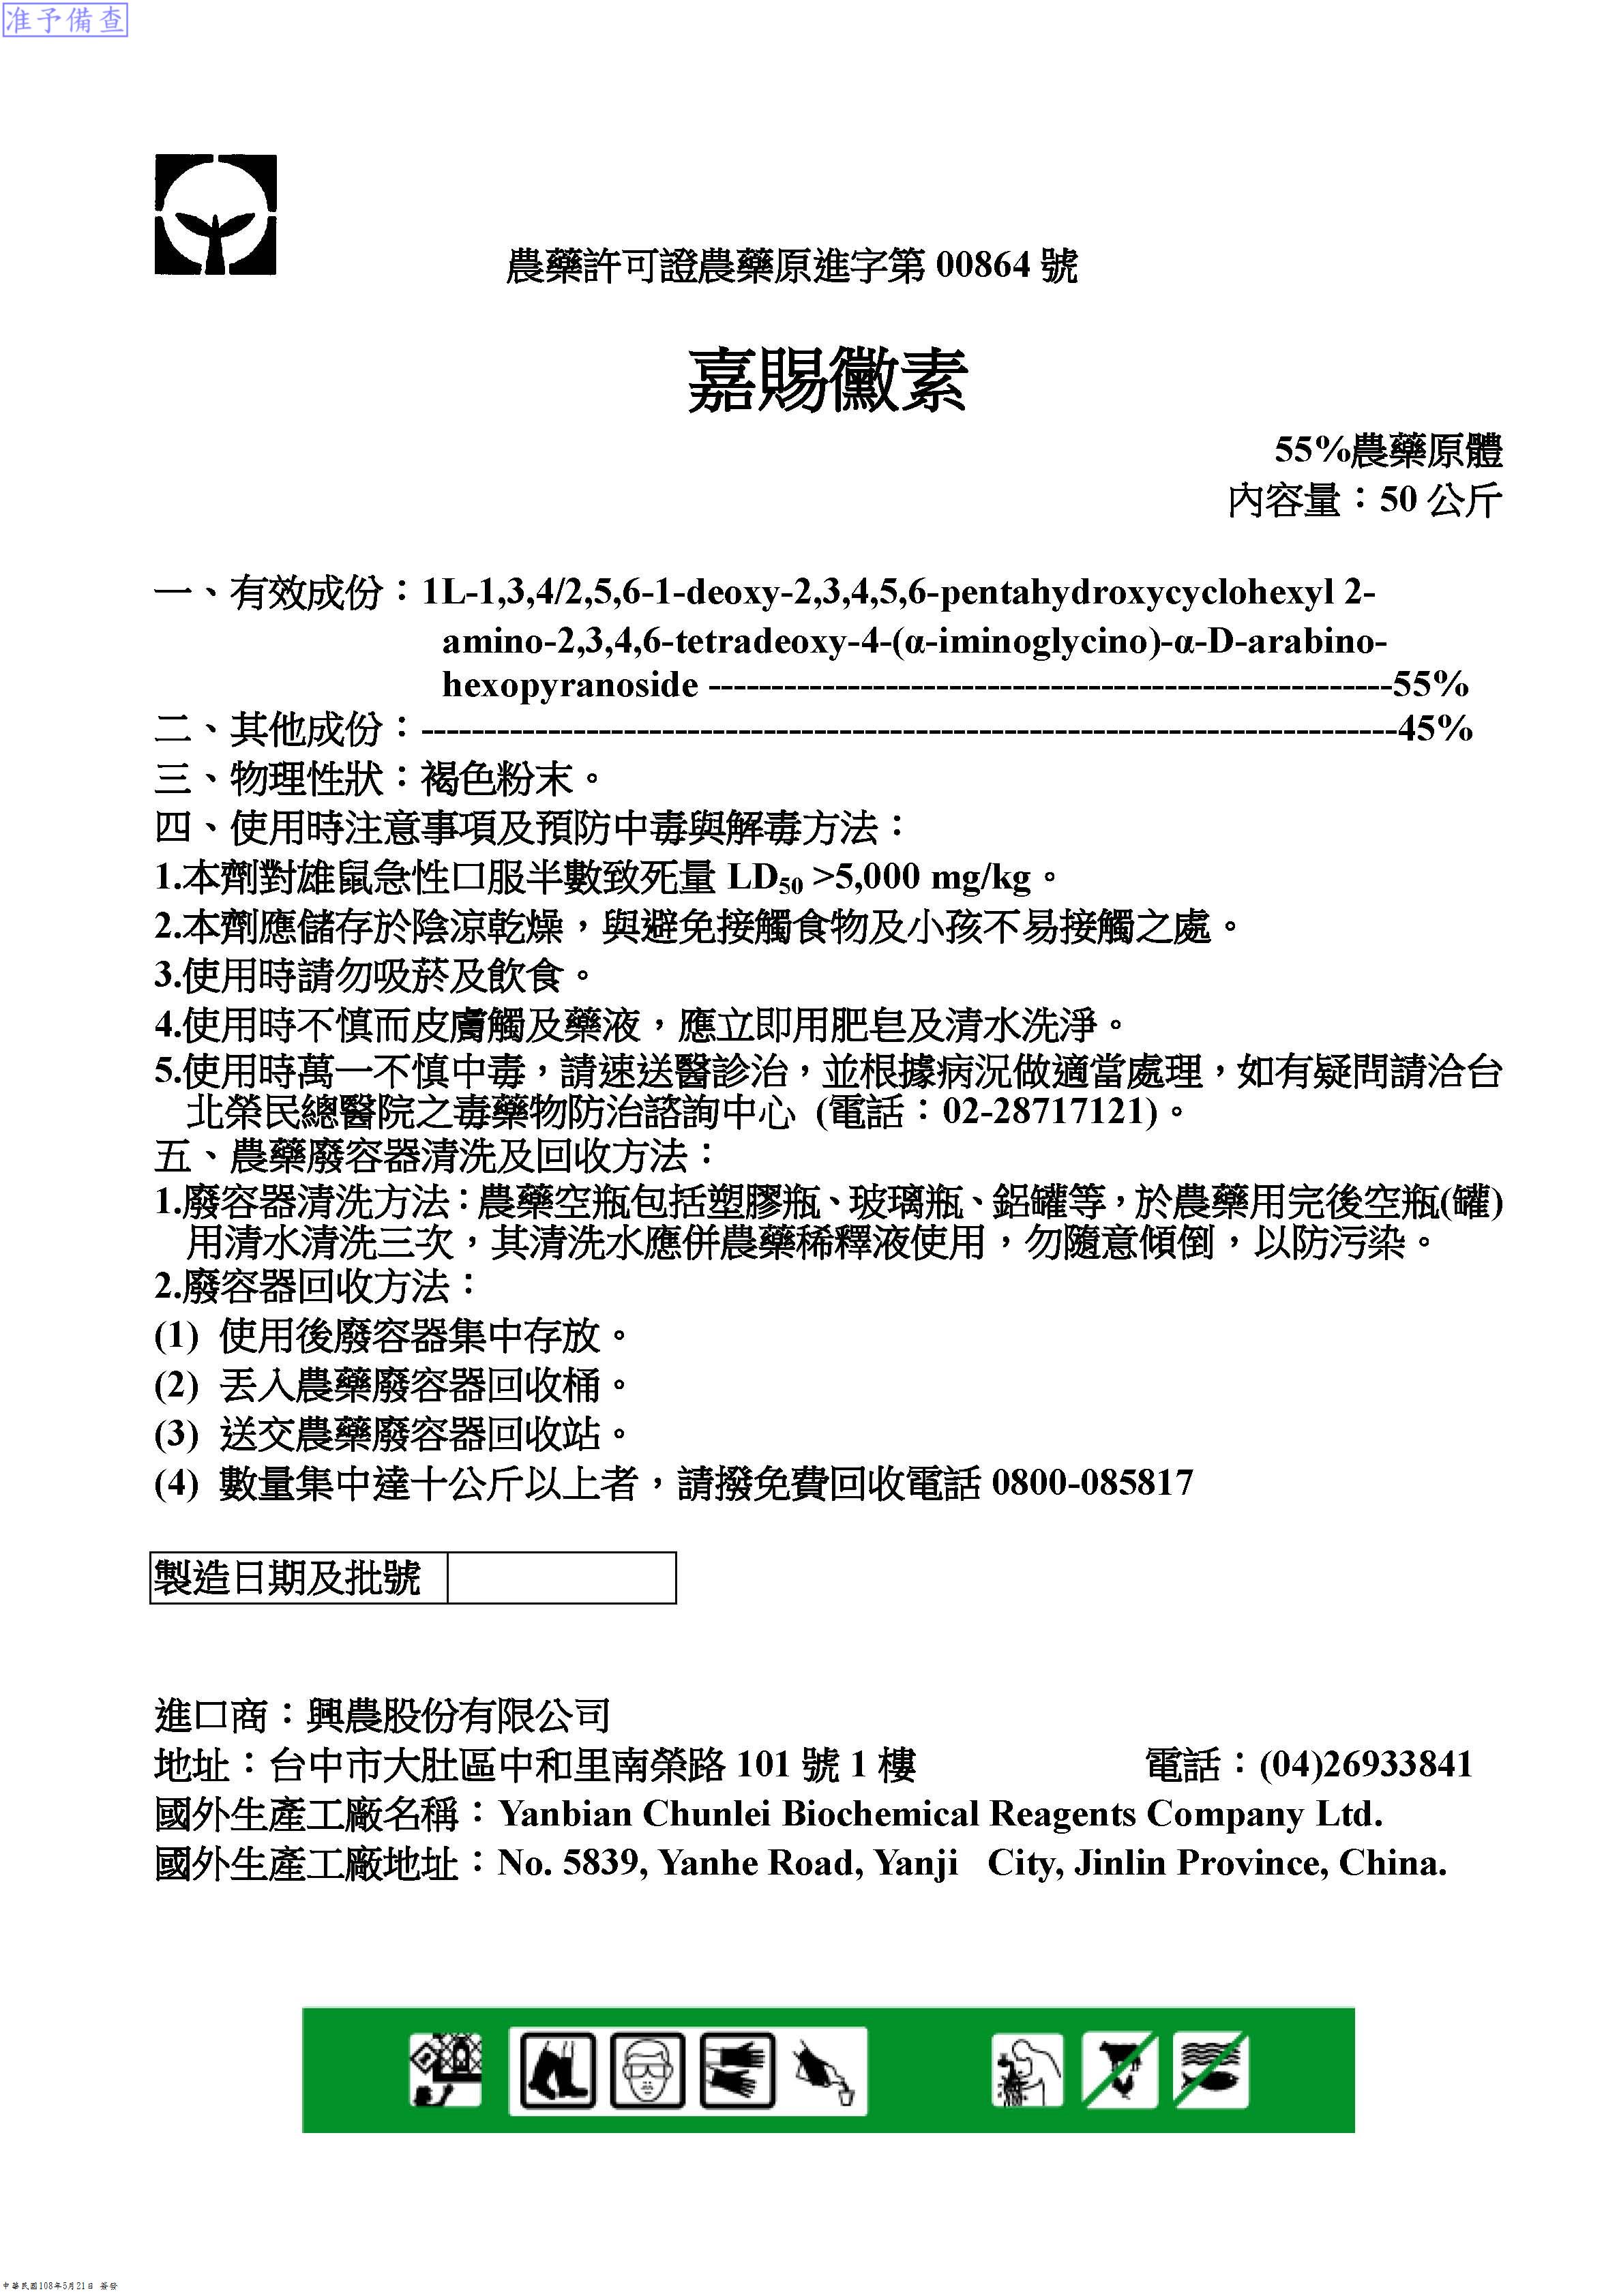 准予備查
農藥許可證農藥原進字第 00864 號
嘉賜黴素
55%農藥原體
內容量：50 公斤
一、有效成份：1L-1,3,4/2,5,6-1-deoxy-2,3,4,5,6-pentahydroxycyclohexyl 2-
amino-2,3,4,6-tetradeoxy-4-(α-iminoglycino)-α-D-arabino-
hexopyranoside ------------------------------------------------------55%
二、其他成份：-----------------------------------------------------------------------------45%
三、物理性狀：褐色粉末。
四、使用時注意事項及預防中毒與解毒方法：
1.本劑對雄鼠急性口服半數致死量 LD50 >5,000 mg/kg。
2.本劑應儲存於陰涼乾燥，與避免接觸食物及小孩不易接觸之處。
3.使用時請勿吸菸及飲食。
4.使用時不慎而皮膚觸及藥液，應立即用肥皂及清水洗淨。
5.使用時萬一不慎中毒，請速送醫診治，並根據病況做適當處理，如有疑問請洽台
北榮民總醫院之毒藥物防治諮詢中心 (電話：02-28717121)。
五、農藥廢容器清洗及回收方法：
1.廢容器清洗方法：農藥空瓶包括塑膠瓶、玻璃瓶、鋁罐等，於農藥用完後空瓶(罐)
用清水清洗三次，其清洗水應併農藥稀釋液使用，勿隨意傾倒，以防污染。
2.廢容器回收方法：
(1) 使用後廢容器集中存放。
(2) 丟入農藥廢容器回收桶。
(3) 送交農藥廢容器回收站。
(4) 數量集中達十公斤以上者，請撥免費回收電話 0800-085817
製造日期及批號
進口商：興農股份有限公司
地址：台中市大肚區中和里南榮路 101 號 1 樓 電話：(04)26933841
國外生產工廠名稱：Yanbian Chunlei Biochemical Reagents Company Ltd.
國外生產工廠地址：No. 5839, Yanhe Road, Yanji City, Jinlin Province, China.
中華民國108年5月21日 簽發